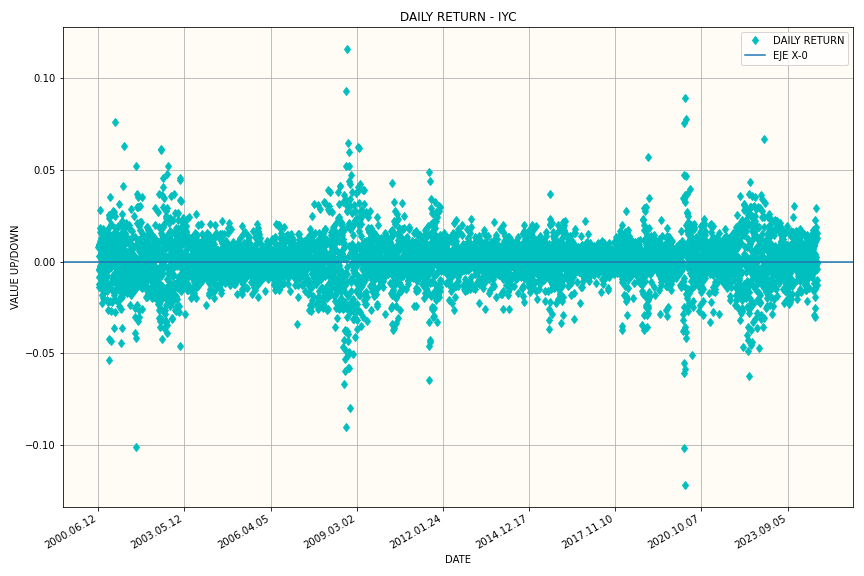 DAILY RETURN - IYC
DAILY RETURN
EJE X-0
0.10
0.05
0.00
−0.05
−0.10
VALUE UP/DOWN
2000.06.12
2003.05.12
2006.04.05
2009.03.02
2012.01.24
2014.12.17
2017.11.10
2020.10.07
2023.09.05
DATE